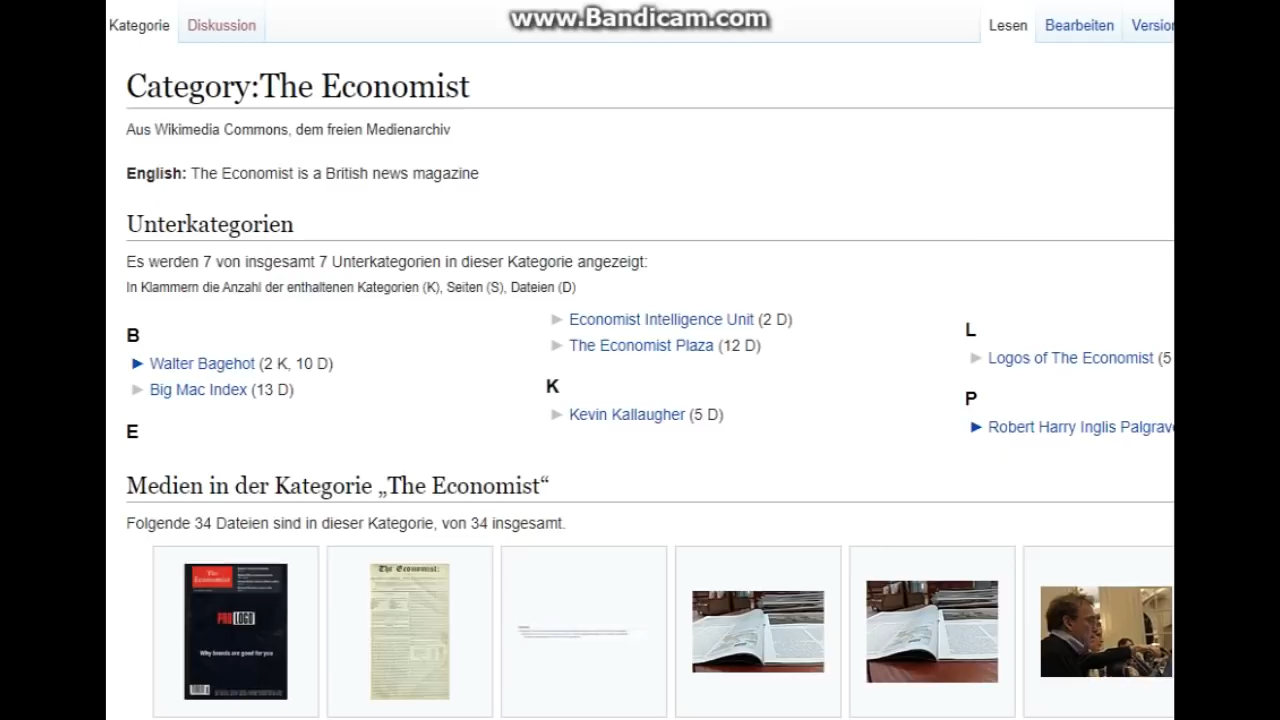 www.Bandicam.com
Kategorie Diskussion Lesen Bearbeiten
Category:The Economist
Aus Wikimedia Commons, dem freien Medienarchiv
English: The Economist is a British news magazine
Unterkategorien
Es werden 7 von insgesamt 7 Unterkategorien in dieser Kategorie angezeigt:
In Klammern die Anzahl der enthaltenen Kategorien (K), Seiten (S), Dateien (D)
B
► Walter Bagehot (2 K, 10 D)
► Big Mac Index (13 D)
E
► Economist Intelligence Unit (2 D)
► The Economist Plaza (12 D)
K
► Kevin Kallaugher (5 D)
L
► Logos of The Economist (5
P
► Robert Harry Inglis Palgrave
Medien in der Kategorie „The Economist“
Folgende 34 Dateien sind in dieser Kategorie, von 34 insgesamt.
The
Economist
PRO LOGO
Why brands are good for you
The Economist: